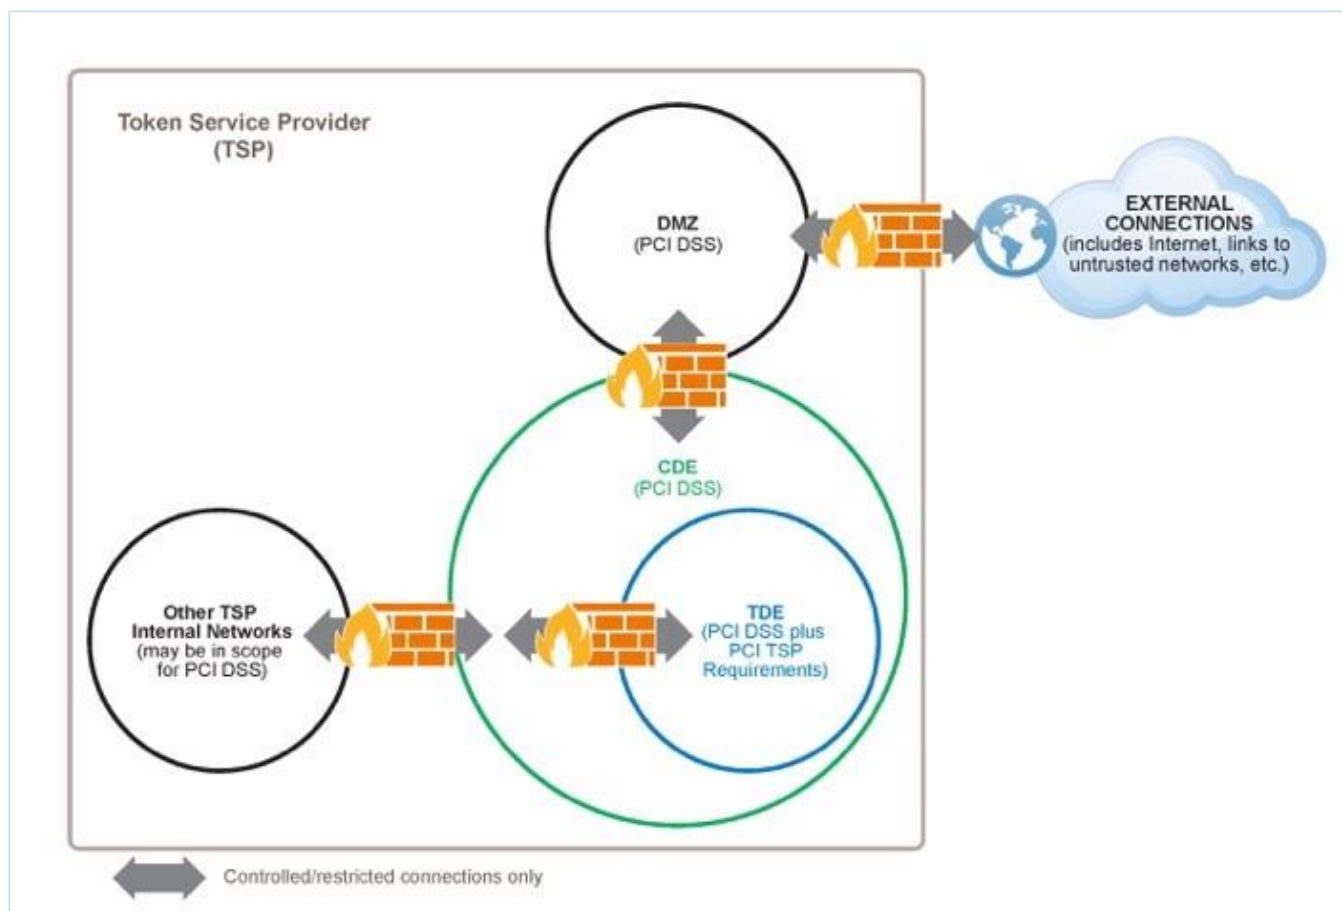 Token Service Provider
(TSP)
DMZ
(PCI DSS)
EXTERNAL
CONNECTIONS
(includes Internet, links to
untrusted networks, etc.)
CDE
(PCI DSS)
Other TSP
Internal Networks
(may be in scope
for PCI DSS)
TDE
(PCI DSS plus
PCI TSP
Requirements)
Controlled/restricted connections only